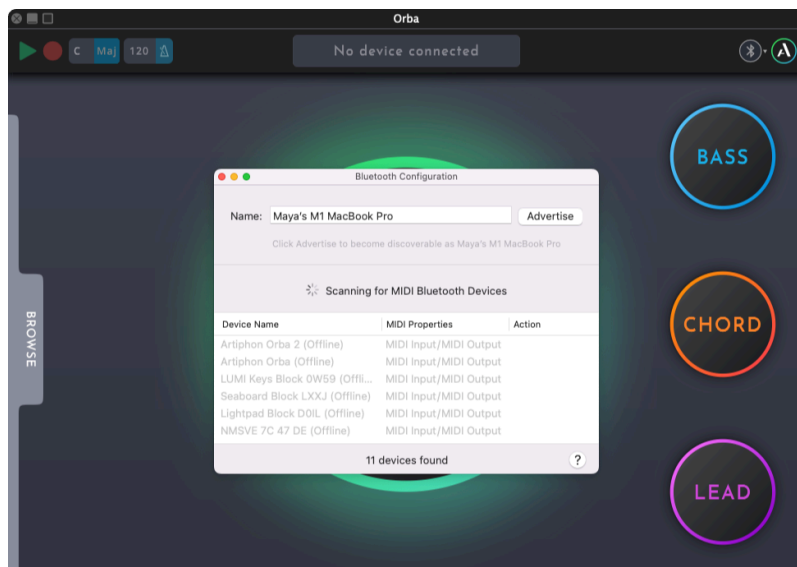 Orba
C Maj 120
No device connected
BASS
Bluetooth Configuration
Name: Maya's M1 MacBook Pro Advertise
Click Advertise to become discoverable as Maya's M1 MacBook Pro
Scanning for MIDI Bluetooth Devices
Device Name MIDI Properties Action
Artiphon Orba 2 (Offline) MIDI Input/MIDI Output
Artiphon Orba (Offline) MIDI Input/MIDI Output
LUMI Keys Block 0W59 (Offli... MIDI Input/MIDI Output
Seaboard Block LXXJ (Offline) MIDI Input/MIDI Output
Lightpad Block D0IL (Offline) MIDI Input/MIDI Output
NMSVE 7C 47 DE (Offline) MIDI Input/MIDI Output
11 devices found ?
BROWSE
CHORD
LEAD